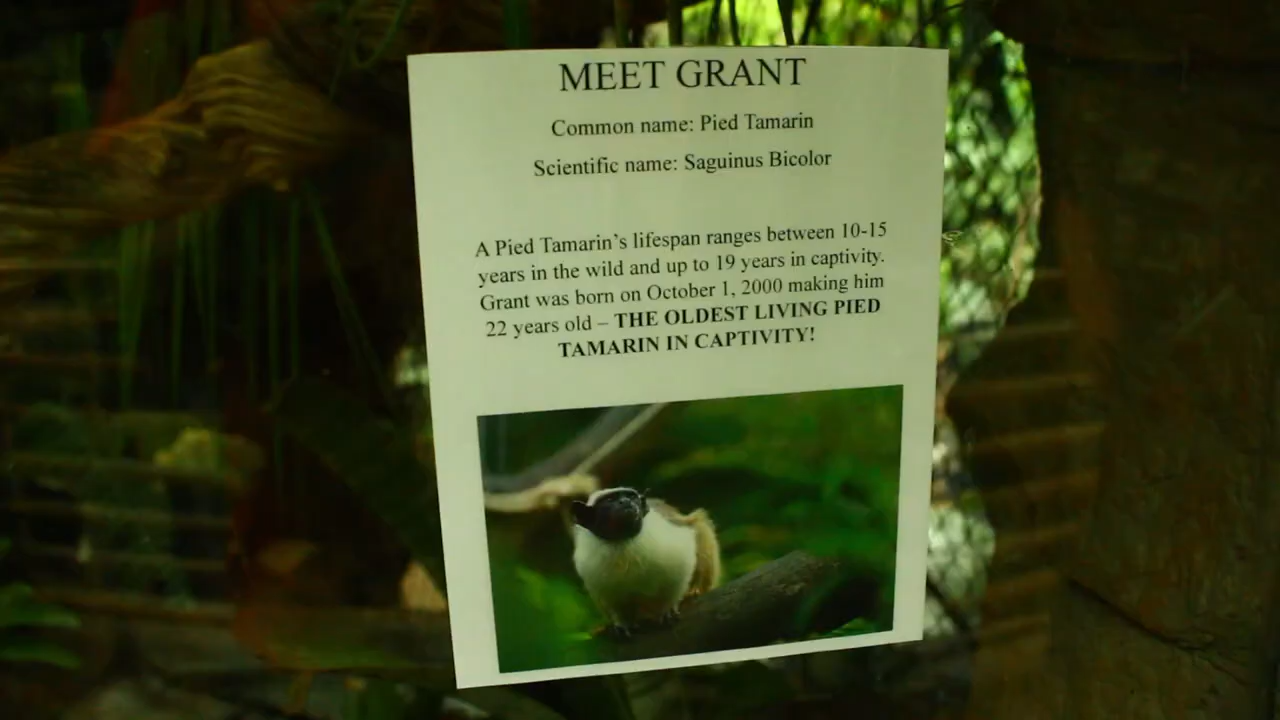 MEET GRANT
Common name: Pied Tamarin
Scientific name: Saguinus Bicolor
A Pied Tamarin's lifespan ranges between 10-15
years in the wild and up to 19 years in captivity.
Grant was born on October 1, 2000 making him
22 years old – THE OLDEST LIVING PIED
TAMARIN IN CAPTIVITY!